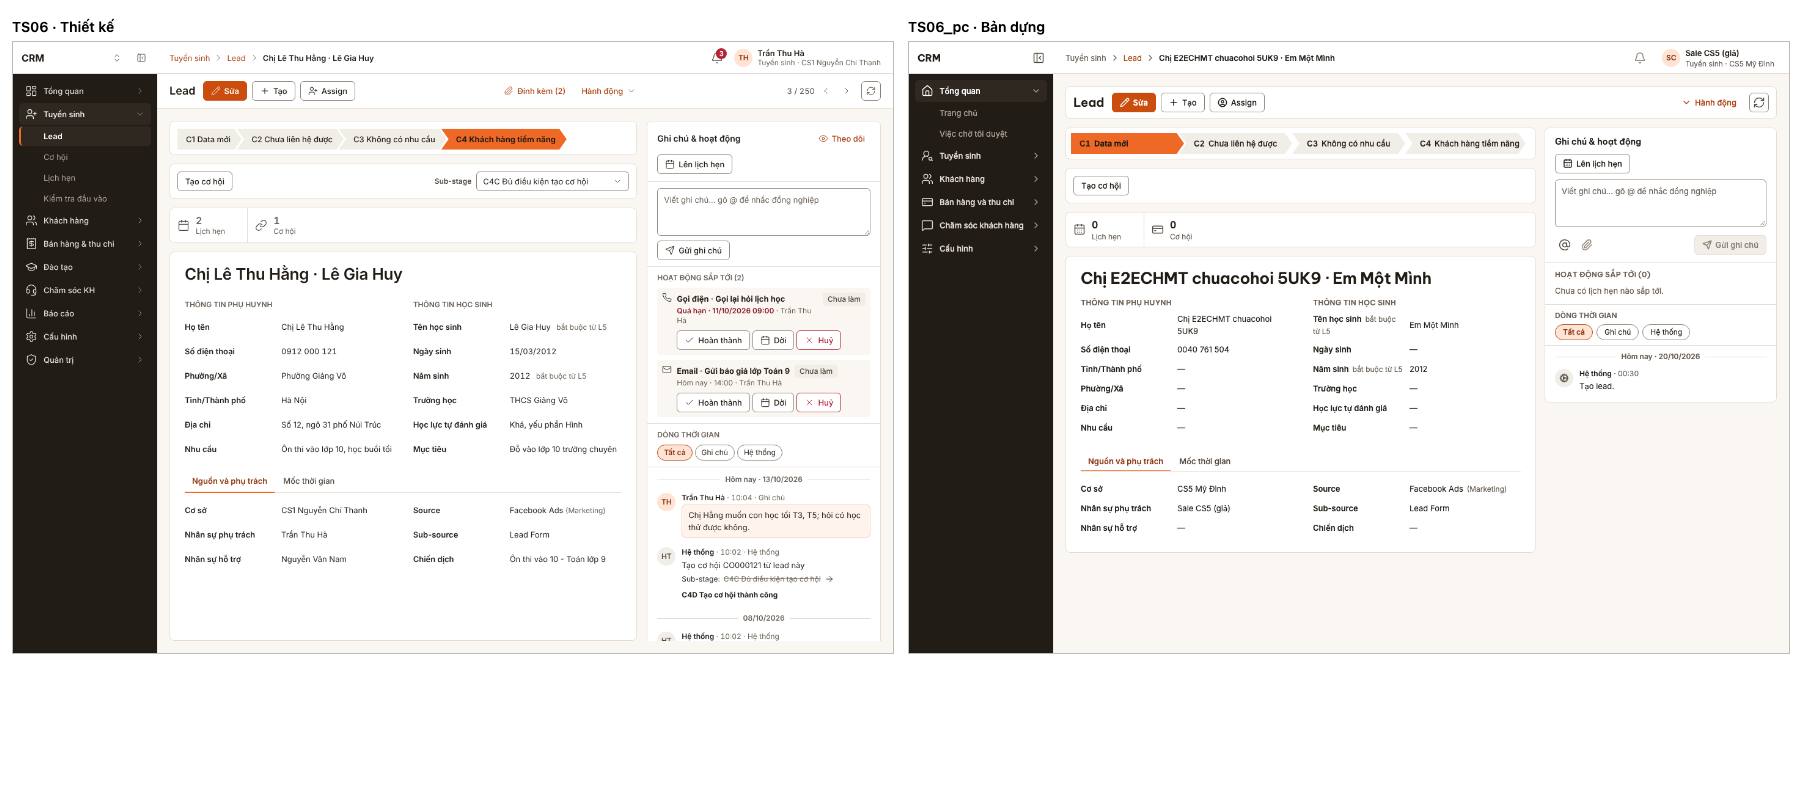 TS06 · Thiết kế
CRM
Tuyển sinh > Lead > Chị Lê Thu Hằng · Lê Gia Huy
3
TH
Trần Thu Hà
Tuyển sinh · CS1 Nguyễn Chí Thanh
Tổng quan
Tuyển sinh
Lead
Cơ hội
Lịch hẹn
Kiểm tra đầu vào
Khách hàng
Bán hàng & thu chi
Đào tạo
Chăm sóc KH
Báo cáo
Cấu hình
Quản trị
Lead
Sửa
Tạo
Assign
Đính kèm (2)
Hành động
3 / 250
C1 Data mới
C2 Chưa liên hệ được
C3 Không có nhu cầu
C4 Khách hàng tiềm năng
Tạo cơ hội
Sub-stage
C4C Đủ điều kiện tạo cơ hội
2
Lịch hẹn
1
Cơ hội
Chị Lê Thu Hằng · Lê Gia Huy
THÔNG TIN PHỤ HUYNH
THÔNG TIN HỌC SINH
Họ tên
Chị Lê Thu Hằng
Tên học sinh
Lê Gia Huy bắt buộc từ L5
Số điện thoại
0912 000 121
Ngày sinh
15/03/2012
Phường/Xã
Phường Giảng Võ
Năm sinh
2012 bắt buộc từ L5
Tỉnh/Thành phố
Hà Nội
Trường học
THCS Giảng Võ
Địa chỉ
Số 12, ngõ 31 phố Núi Trúc
Học lực tự đánh giá
Khá, yếu phần Hình
Nhu cầu
Ôn thi vào lớp 10, học buổi tối
Mục tiêu
Đỗ vào lớp 10 trường chuyên
Nguồn và phụ trách
Mốc thời gian
Cơ sở
CS1 Nguyễn Chí Thanh
Source
Facebook Ads (Marketing)
Nhân sự phụ trách
Trần Thu Hà
Sub-source
Lead Form
Nhân sự hỗ trợ
Nguyễn Văn Nam
Chiến dịch
Ôn thi vào 10 - Toán lớp 9
Ghi chú & hoạt động
Theo dõi
Lên lịch hẹn
Viết ghi chú... gõ @ để nhắc đồng nghiệp
Gửi ghi chú
HOẠT ĐỘNG SẮP TỚI (2)
Gọi điện · Gọi lại hỏi lịch học
Chưa làm
Quá hạn · 11/10/2026 09:00 · Trần Thu
Hà
Hoàn thành
Dời
Huỷ
Email · Gửi báo giá lớp Toán 9
Chưa làm
Hôm nay · 14:00 · Trần Thu Hà
Hoàn thành
Dời
Huỷ
DÒNG THỜI GIAN
Tất cả
Ghi chú
Hệ thống
Hôm nay · 13/10/2026
TH
Trần Thu Hà · 10:04 · Ghi chú
Chị Hằng muốn con học tối T3, T5; hỏi có học
thử được không.
HT
Hệ thống · 10:02 · Hệ thống
Tạo cơ hội CO000121 từ lead này
Sub-stage: C4C Đủ điều kiện tạo cơ hội →
C4D Tạo cơ hội thành công
08/10/2026
HT
Hệ thống · 10:02 · Hệ thống
TS06_pc · Bản dựng
CRM
Tuyển sinh > Lead > Chị E2ECHMT chuacohoi 5UK9 · Em Một Mình
SC
Sale CS5 (giả)
Tuyển sinh · CS5 Mỹ Đình
Tổng quan
Trang chủ
Việc chờ tôi duyệt
Tuyển sinh
Khách hàng
Bán hàng và thu chi
Chăm sóc khách hàng
Cấu hình
Lead
Sửa
Tạo
Assign
Hành động
C1 Data mới
C2 Chưa liên hệ được
C3 Không có nhu cầu
C4 Khách hàng tiềm năng
Tạo cơ hội
0
Lịch hẹn
0
Cơ hội
Chị E2ECHMT chuacohoi 5UK9 · Em Một Mình
THÔNG TIN PHỤ HUYNH
THÔNG TIN HỌC SINH
Họ tên
Chị E2ECHMT chuacohoi
5UK9
Tên học sinh bắt buộc
từ L5
Em Một Mình
Số điện thoại
0040 761 504
Ngày sinh
—
Tỉnh/Thành phố
—
Năm sinh bắt buộc từ L5
2012
Phường/Xã
—
Trường học
—
Địa chỉ
—
Học lực tự đánh giá
—
Nhu cầu
—
Mục tiêu
—
Nguồn và phụ trách
Mốc thời gian
Cơ sở
CS5 Mỹ Đình
Source
Facebook Ads (Marketing)
Nhân sự phụ trách
Sale CS5 (giả)
Sub-source
Lead Form
Nhân sự hỗ trợ
—
Chiến dịch
—
Ghi chú & hoạt động
Lên lịch hẹn
Viết ghi chú... gõ @ để nhắc đồng nghiệp
Gửi ghi chú
HOẠT ĐỘNG SẮP TỚI (0)
Chưa có lịch hẹn nào sắp tới.
DÒNG THỜI GIAN
Tất cả
Ghi chú
Hệ thống
Hôm nay · 20/10/2026
Hệ thống · 00:30
Tạo lead.